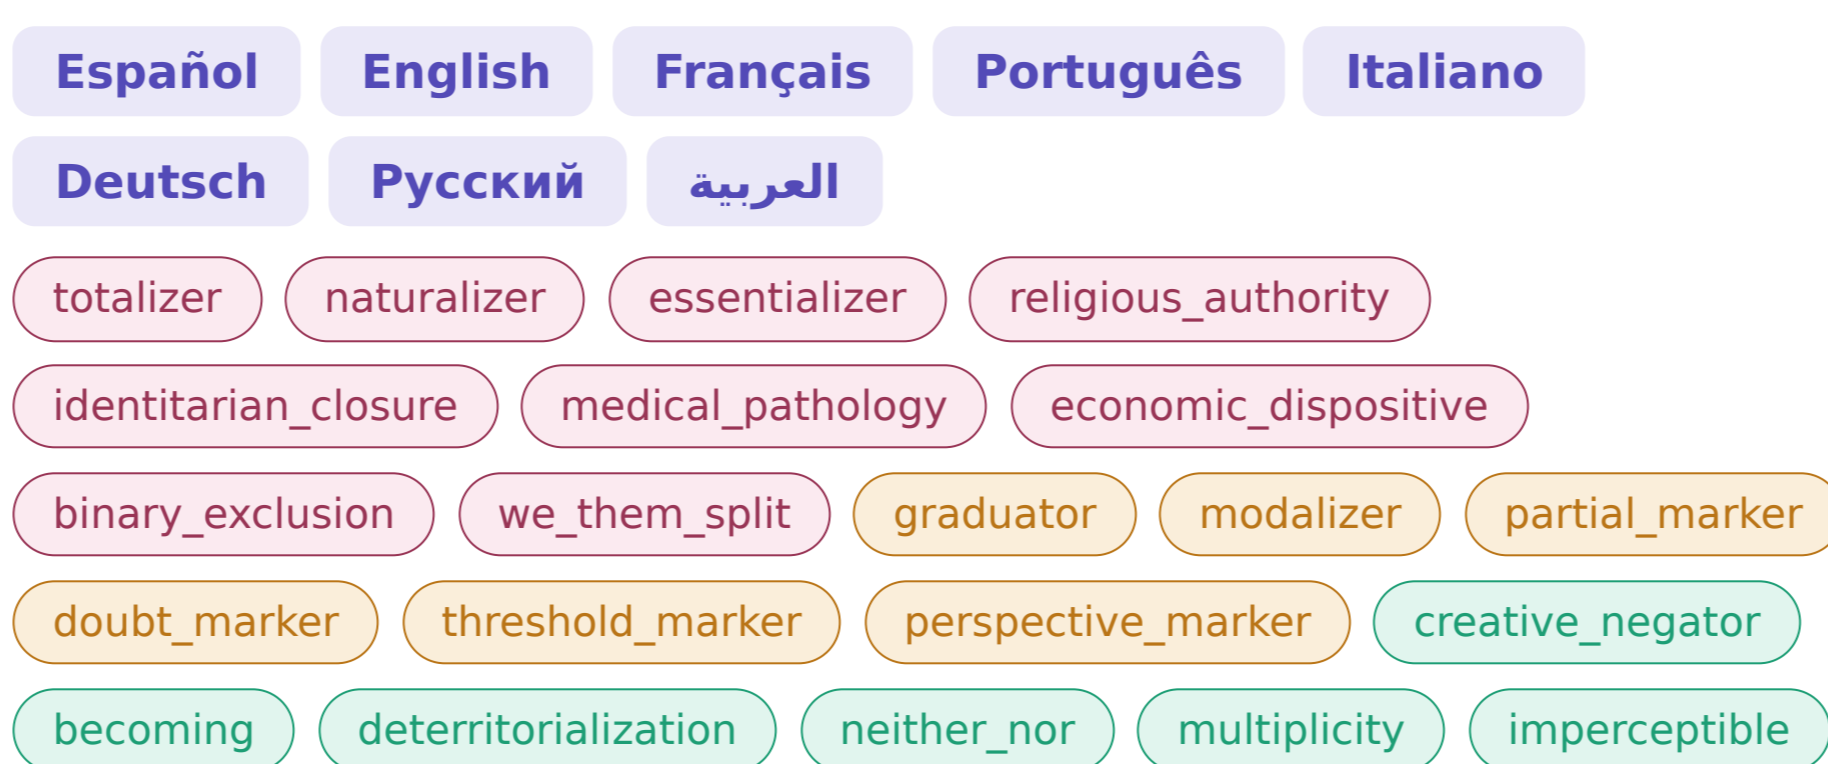 Español English Français Português Italiano
Deutsch Русский العربية
totalizer naturalizer essentializer religious_authority
identitarian_closure medical_pathology economic_dispositive
binary_exclusion we_them_split graduator modalizer partial_marker
doubt_marker threshold_marker perspective_marker creative_negator
becoming deterritorialization neither_nor multiplicity imperceptible